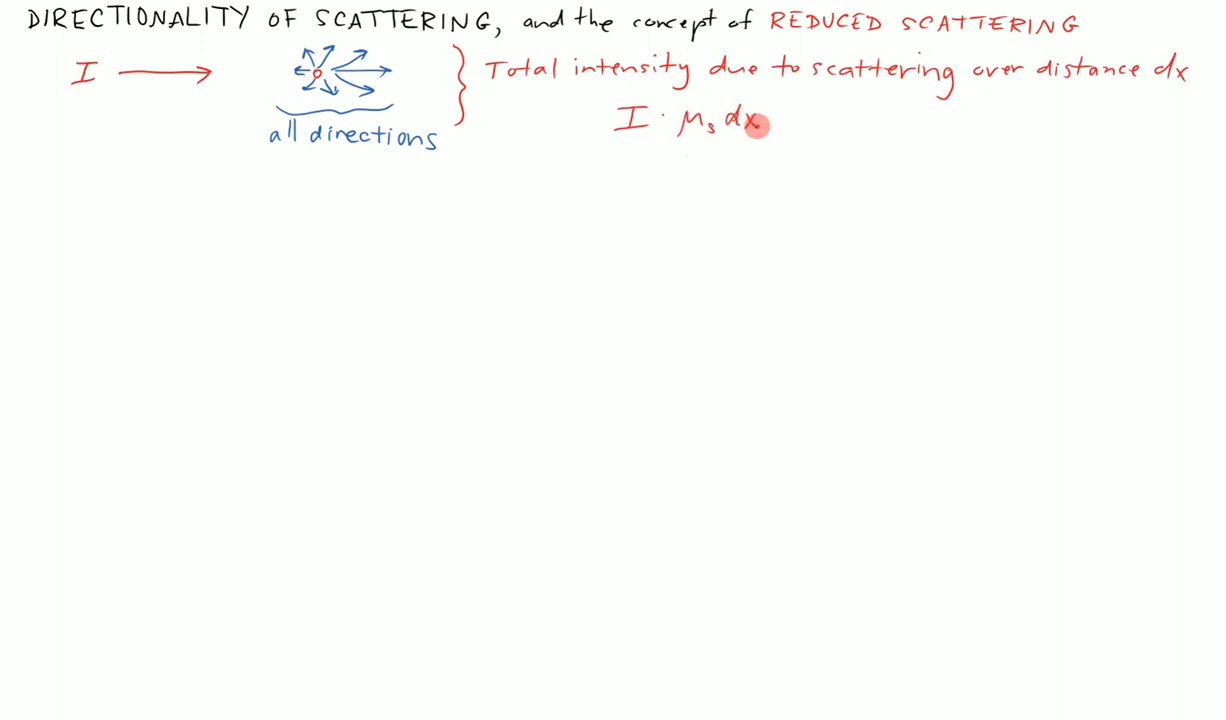 DIRECTIONALITY OF SCATTERING, and the concept of REDUCED SCATTERING
I → } Total intensity due to scattering over distance dx
I · μs dx
all directions